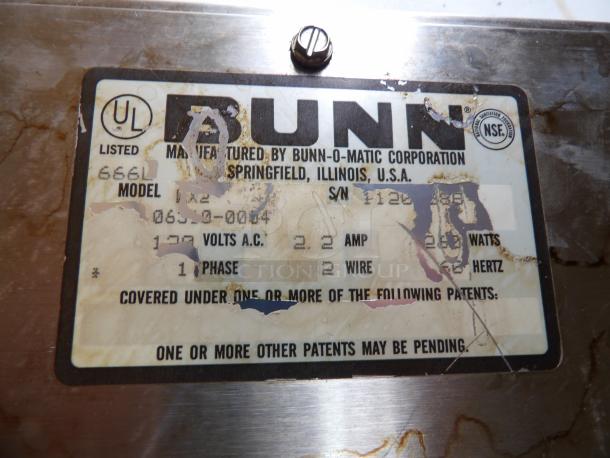 UL
LISTED
666L
BUNN
NSF
MANUFACTURED BY BUNN-O-MATIC CORPORATION
SPRINGFIELD, ILLINOIS, U.S.A.
MODEL S/N
VOLTS A.C. 2.2 AMP WATTS
* 1 PHASE 2 WIRE 60 HERTZ
COVERED UNDER ONE OR MORE OF THE FOLLOWING PATENTS:
ONE OR MORE OTHER PATENTS MAY BE PENDING.